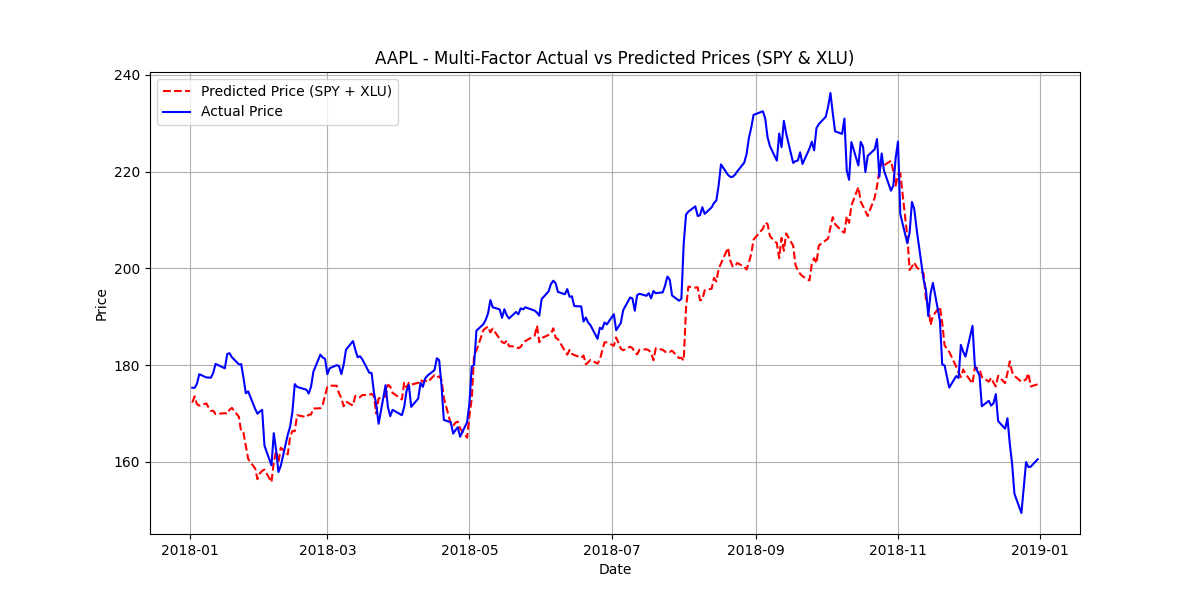 AAPL - Multi-Factor Actual vs Predicted Prices (SPY & XLU)
Predicted Price (SPY + XLU)
Actual Price
Price
240
220
200
180
160
2018-01 2018-03 2018-05 2018-07 2018-09 2018-11 2019-01
Date